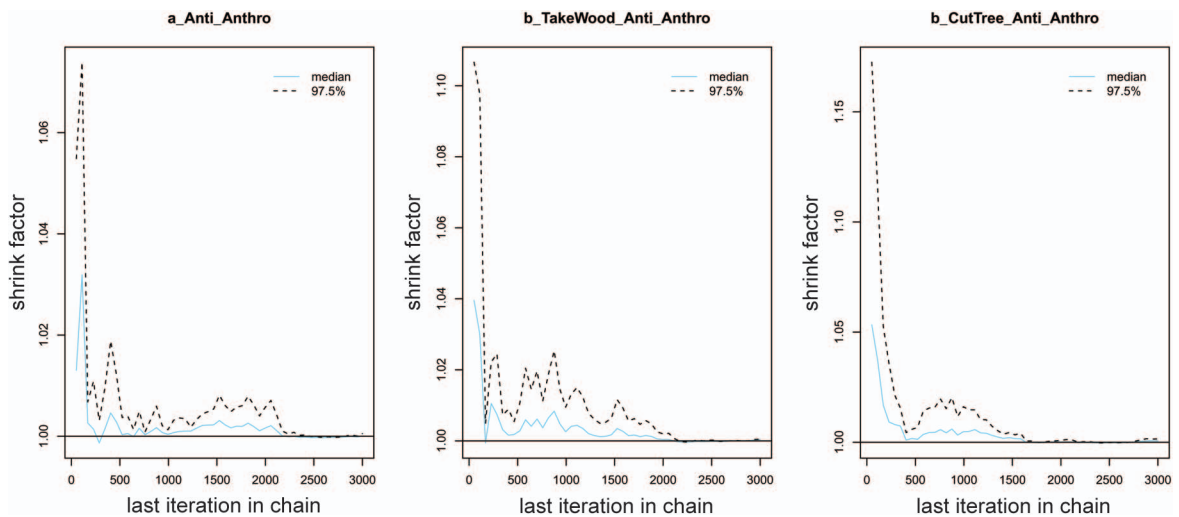 a_Anti_Anthro
median
97.5%
shrink factor
1.00
1.02
1.04
1.06
0 500 1000 1500 2000 2500 3000
last iteration in chain
b_TakeWood_Anti_Anthro
median
97.5%
shrink factor
1.00
1.02
1.04
1.06
1.08
1.10
0 500 1000 1500 2000 2500 3000
last iteration in chain
b_CutTree_Anti_Anthro
median
97.5%
shrink factor
1.00
1.05
1.10
1.15
0 500 1000 1500 2000 2500 3000
last iteration in chain